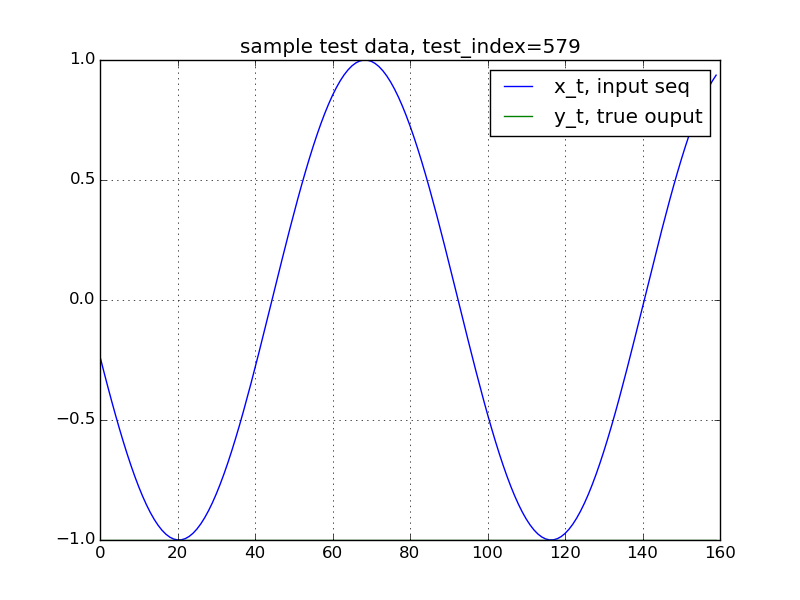 sample test data, test_index=579
x_t, input seq
y_t, true ouput
1.0
0.5
0.0
−0.5
−1.0
0 20 40 60 80 100 120 140 160